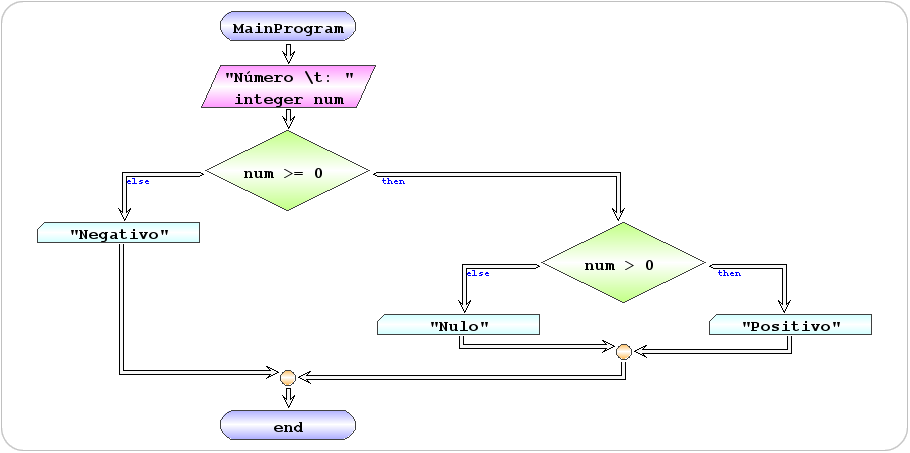 MainProgram
"Número \t: "
integer num
num >= 0
else
then
"Negativo"
num > 0
else
then
"Nulo"
"Positivo"
end